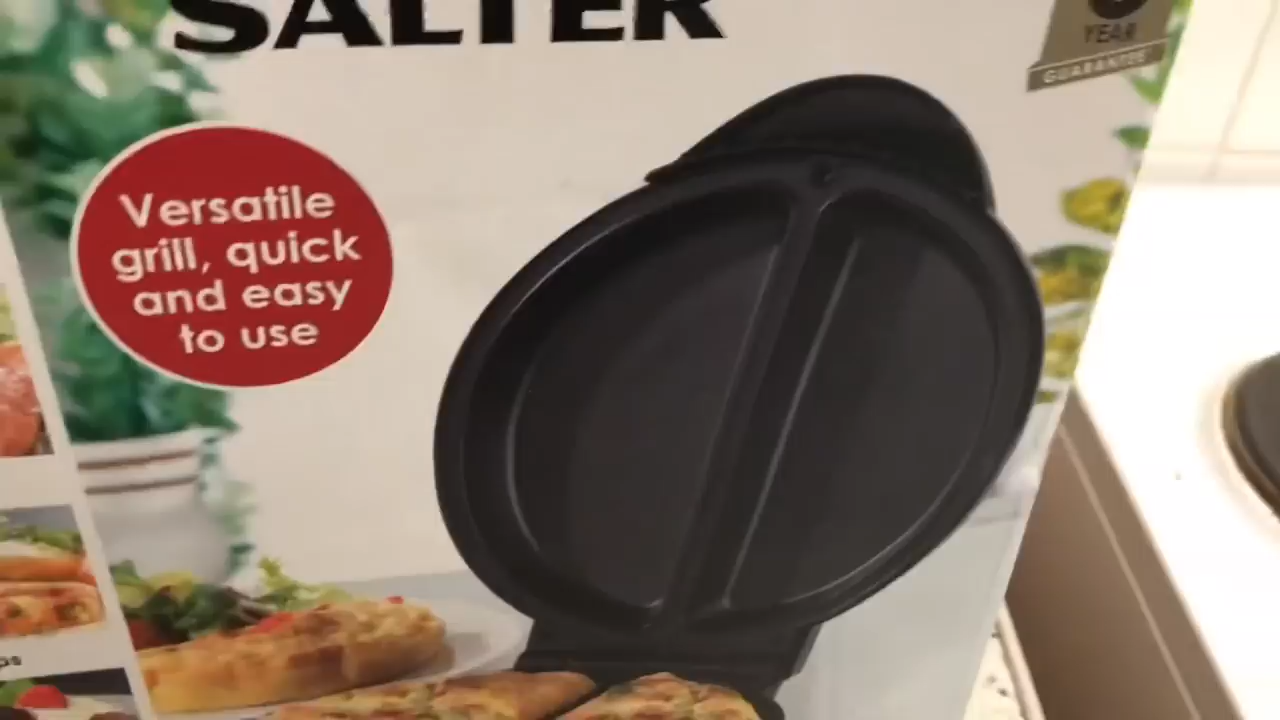 SALTER
YEAR
GUARANTEE
Versatile
grill, quick
and easy
to use